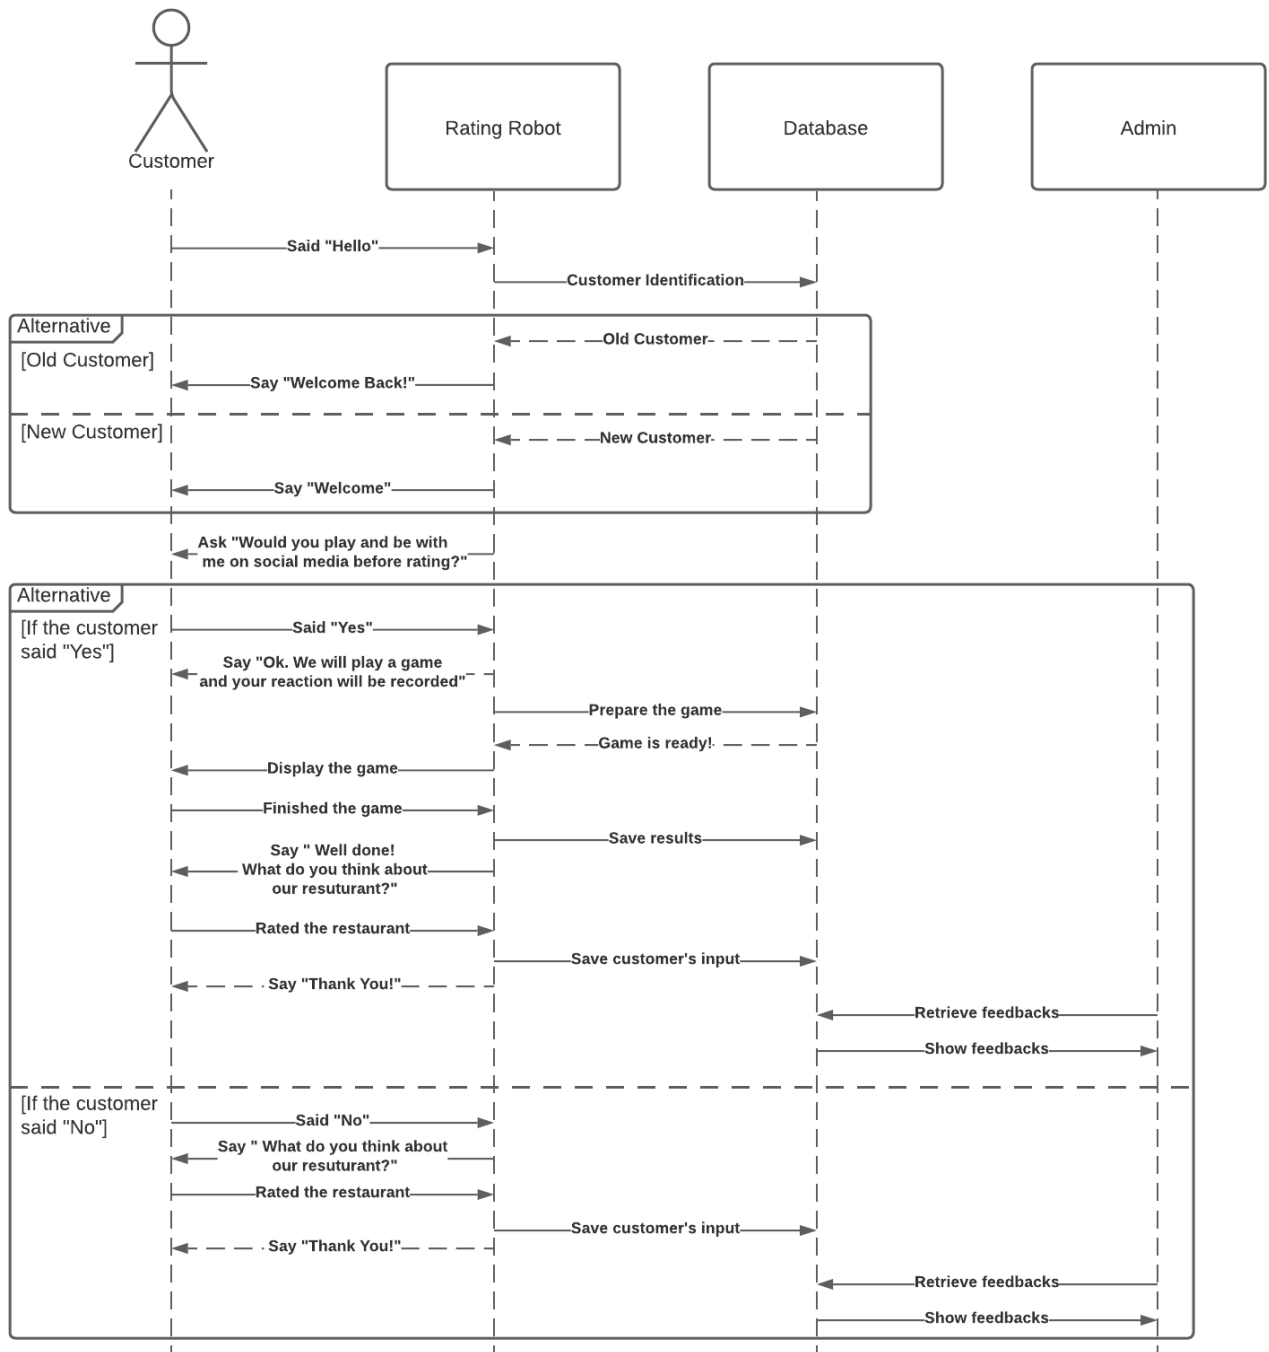 Customer
Rating Robot
Database
Admin
Said "Hello"
Customer Identification
Alternative
[Old Customer]
Old Customer
Say "Welcome Back!"
[New Customer]
New Customer
Say "Welcome"
Ask "Would you play and be with
me on social media before rating?"
Alternative
[If the customer
said "Yes"]
Said "Yes"
Say "Ok. We will play a game
and your reaction will be recorded"
Prepare the game
Game is ready!
Display the game
Finished the game
Save results
Say " Well done!
What do you think about
our resuturant?"
Rated the restaurant
Save customer's input
Say "Thank You!"
Retrieve feedbacks
Show feedbacks
[If the customer
said "No"]
Said "No"
Say " What do you think about
our resuturant?"
Rated the restaurant
Save customer's input
Say "Thank You!"
Retrieve feedbacks
Show feedbacks